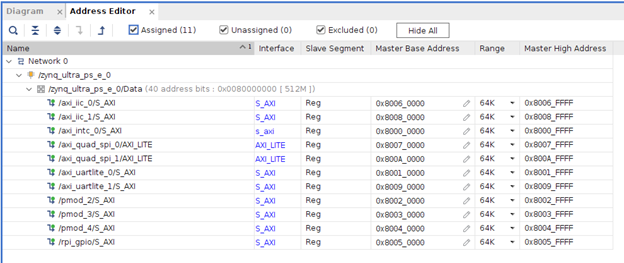 Diagram × Address Editor ×
Assigned (11) Unassigned (0) Excluded (0) Hide All
Name ^1 Interface Slave Segment Master Base Address Range Master High Address
Network 0
/zynq_ultra_ps_e_0
/zynq_ultra_ps_e_0/Data (40 address bits : 0x0080000000 [ 512M ])
/axi_iic_0/S_AXI S_AXI Reg 0x8006_0000 64K 0x8006_FFFF
/axi_iic_1/S_AXI S_AXI Reg 0x8008_0000 64K 0x8008_FFFF
/axi_intc_0/S_AXI s_axi Reg 0x8000_0000 64K 0x8000_FFFF
/axi_quad_spi_0/AXI_LITE AXI_LITE Reg 0x8007_0000 64K 0x8007_FFFF
/axi_quad_spi_1/AXI_LITE AXI_LITE Reg 0x800A_0000 64K 0x800A_FFFF
/axi_uartlite_0/S_AXI S_AXI Reg 0x8001_0000 64K 0x8001_FFFF
/axi_uartlite_1/S_AXI S_AXI Reg 0x8009_0000 64K 0x8009_FFFF
/pmod_2/S_AXI S_AXI Reg 0x8002_0000 64K 0x8002_FFFF
/pmod_3/S_AXI S_AXI Reg 0x8003_0000 64K 0x8003_FFFF
/pmod_4/S_AXI S_AXI Reg 0x8004_0000 64K 0x8004_FFFF
/rpi_gpio/S_AXI S_AXI Reg 0x8005_0000 64K 0x8005_FFFF